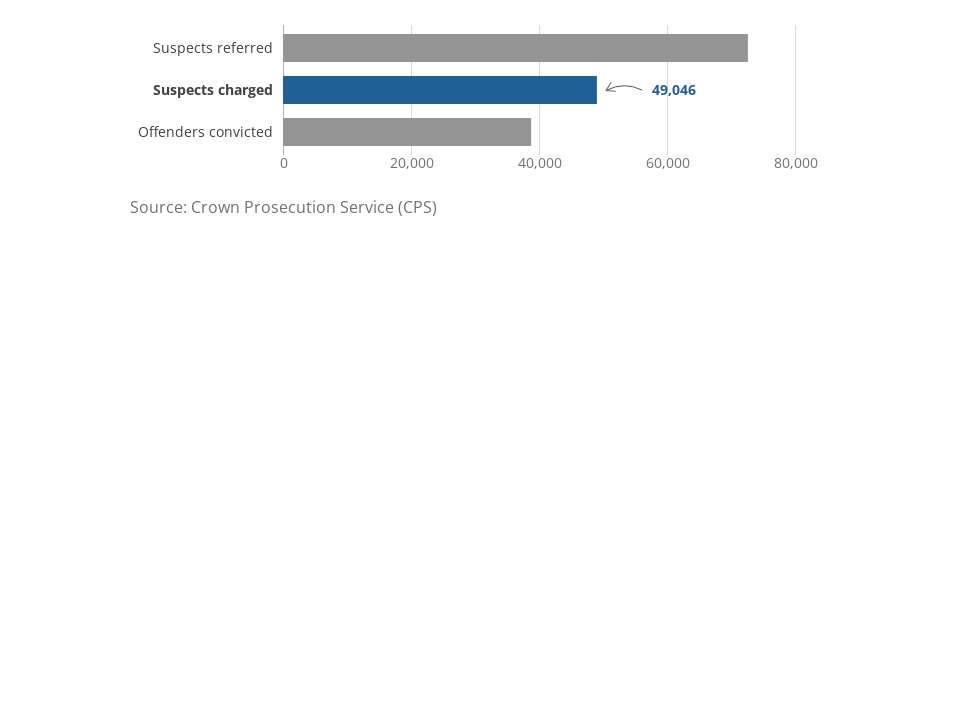 Suspects referred
Suspects charged
49,046
Offenders convicted
0 20,000 40,000 60,000 80,000
Source: Crown Prosecution Service (CPS)